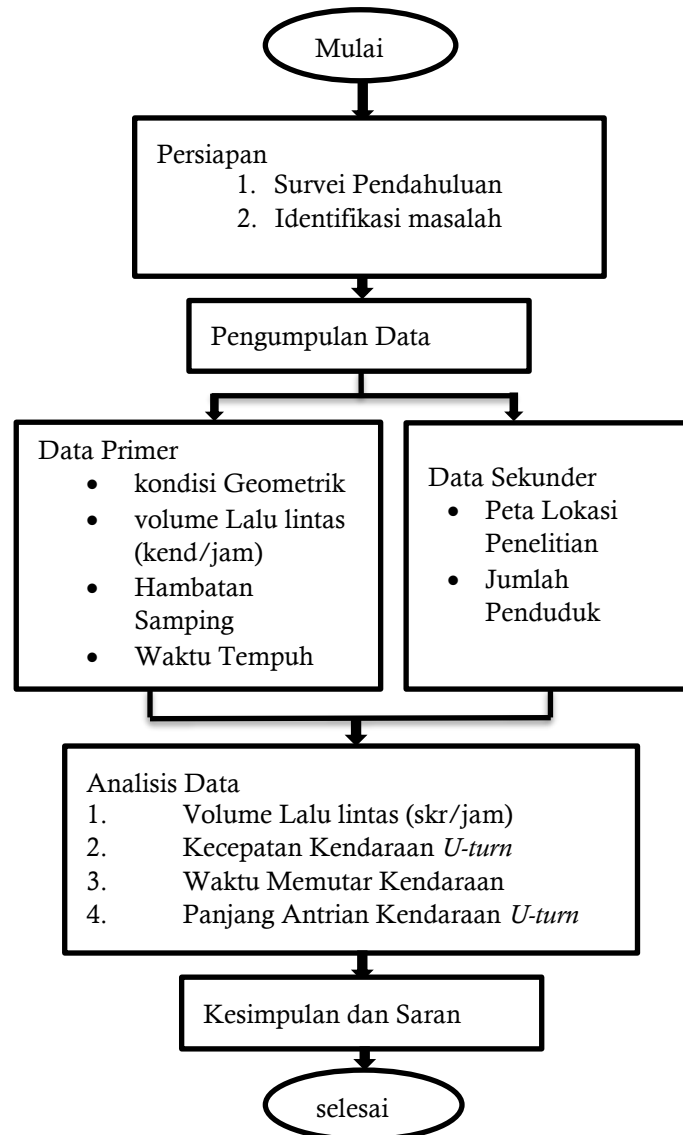 Mulai
Persiapan
1. Survei Pendahuluan
2. Identifikasi masalah
Pengumpulan Data
Data Primer
• kondisi Geometrik
• volume Lalu lintas
(kend/jam)
• Hambatan
Samping
• Waktu Tempuh
Data Sekunder
• Peta Lokasi
Penelitian
• Jumlah
Penduduk
Analisis Data
1. Volume Lalu lintas (skr/jam)
2. Kecepatan Kendaraan U-turn
3. Waktu Memutar Kendaraan
4. Panjang Antrian Kendaraan U-turn
Kesimpulan dan Saran
selesai